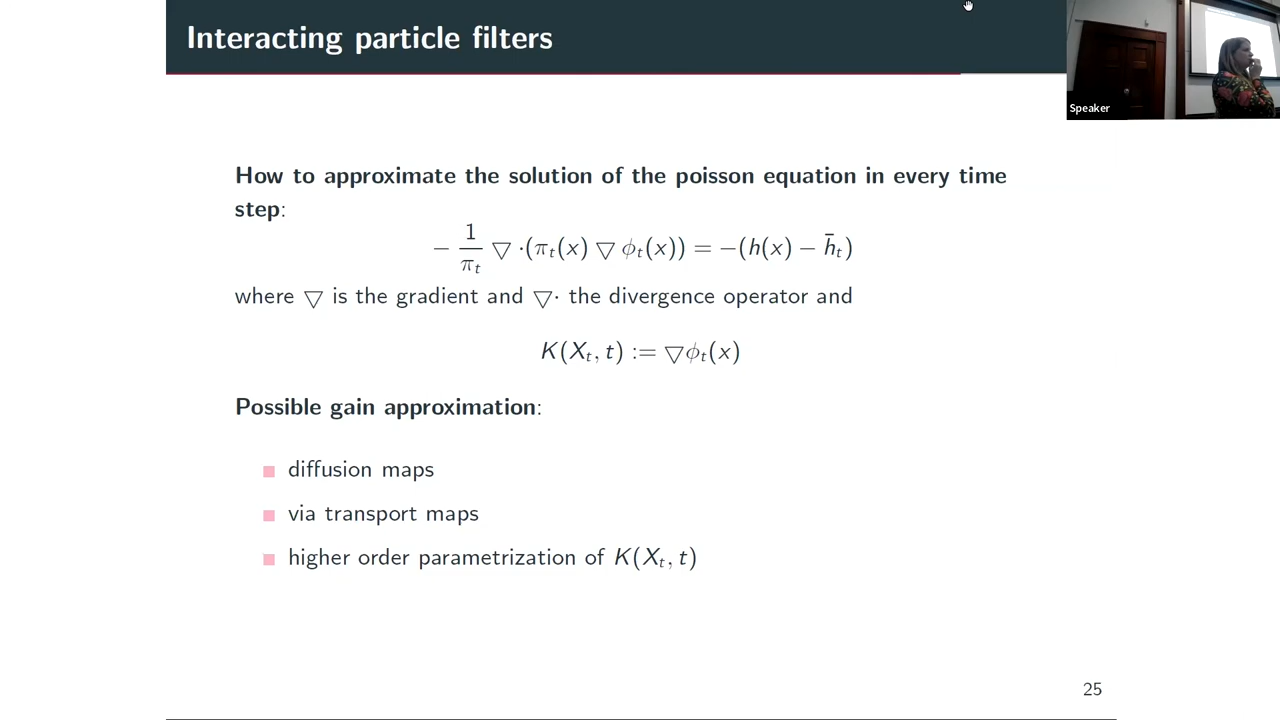 Interacting particle filters
Speaker
How to approximate the solution of the poisson equation in every time
step:
− 1/π_t ▽ ·(π_t(x) ▽ ϕ_t(x)) = −(h(x) − h̄_t)
where ▽ is the gradient and ▽· the divergence operator and
K(X_t, t) := ▽ϕ_t(x)
Possible gain approximation:
diffusion maps
via transport maps
higher order parametrization of K(X_t, t)
25